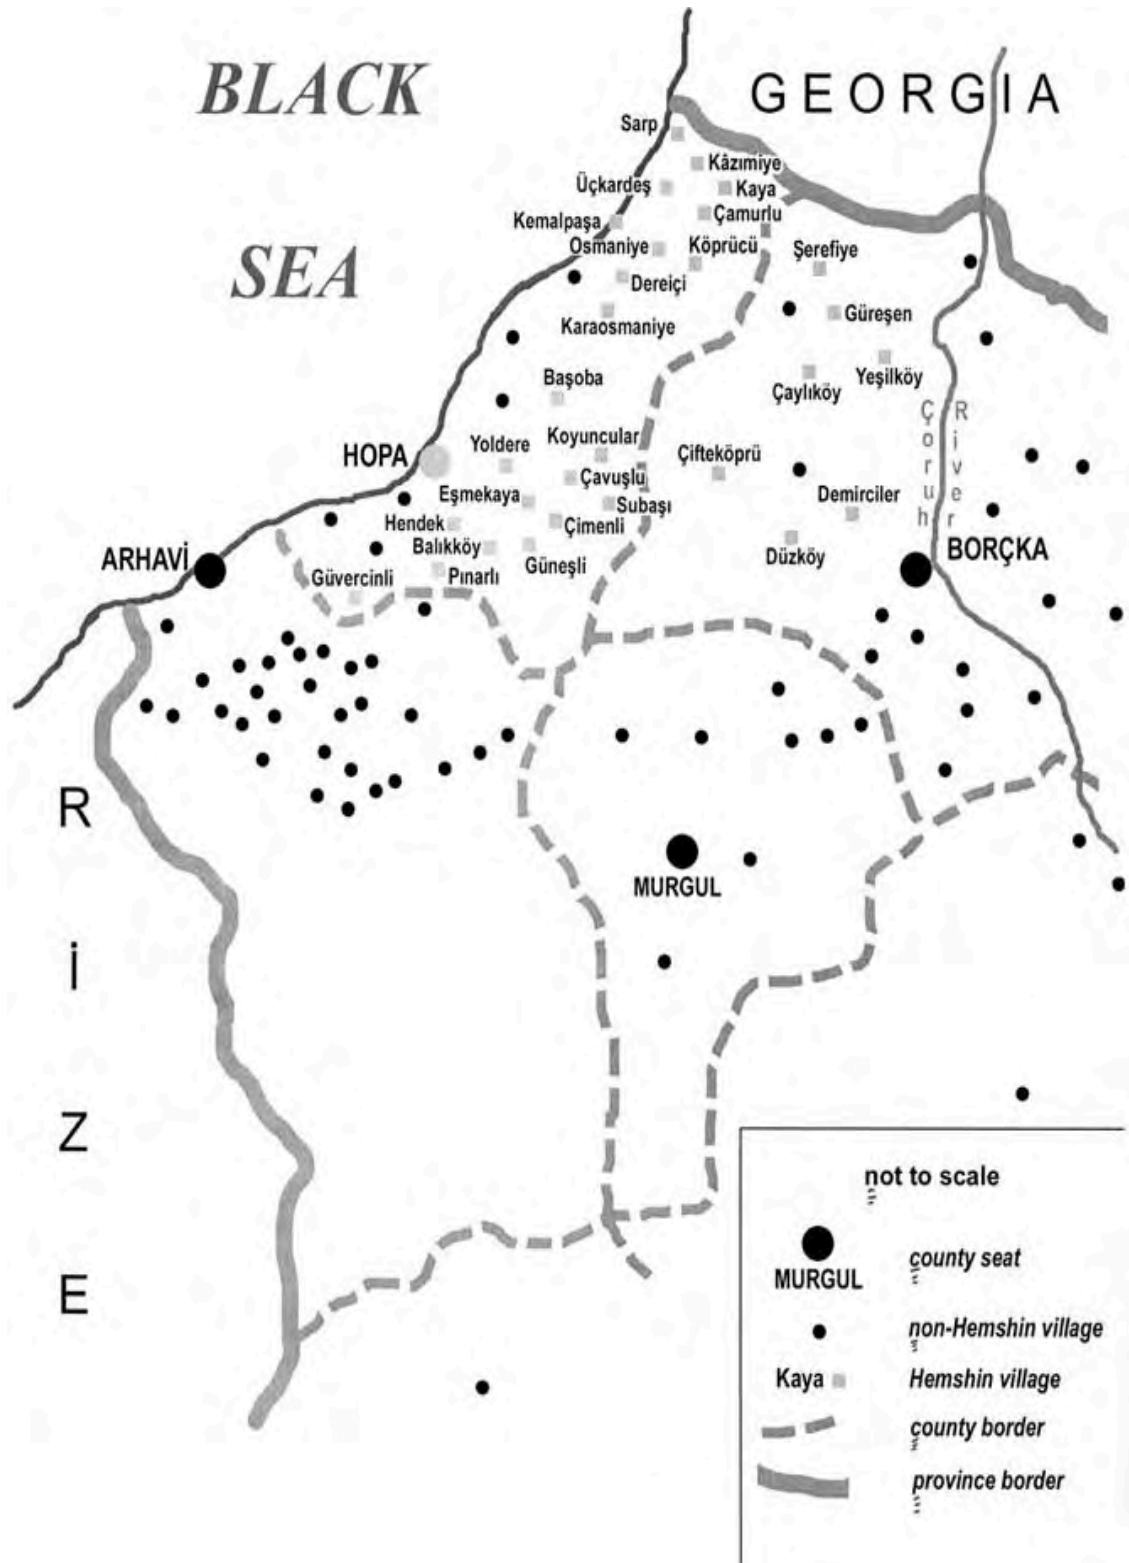 BLACK
GEORGIA
Sarp
Kâzımiye
Üçkardeş
Kaya
Çamurlu
Kemalpaşa
Osmaniye
Köprücü
Şerefiye
SEA
Dereiçi
Güreşen
Karaosmaniye
Başoba
Çaylıköy
Yeşilköy
Çoruh
River
Koyuncular
Yoldere
HOPA
Çifteköprü
Çavuşlu
Eşmekaya
Demirciler
Subaşı
Hendek
Çimenli
Balıkköy
ARHAVİ
BORÇKA
Düzköy
Güneşli
Güvercinli
Pınarlı
RİZE
MURGUL
not to scale
MURGUL
county seat
non-Hemshin village
Kaya
Hemshin village
county border
province border